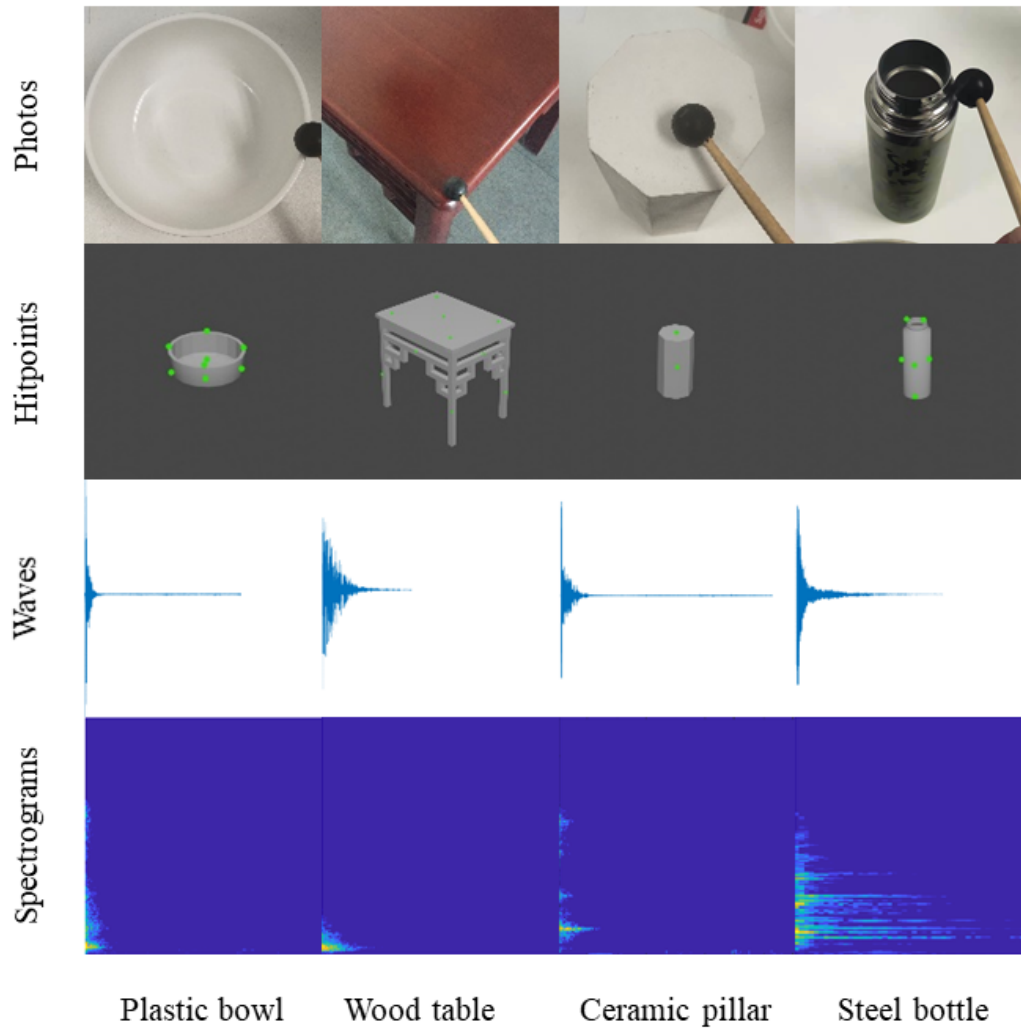 Photos
Hitpoints
Waves
Spectrograms
Plastic bowl
Wood table
Ceramic pillar
Steel bottle